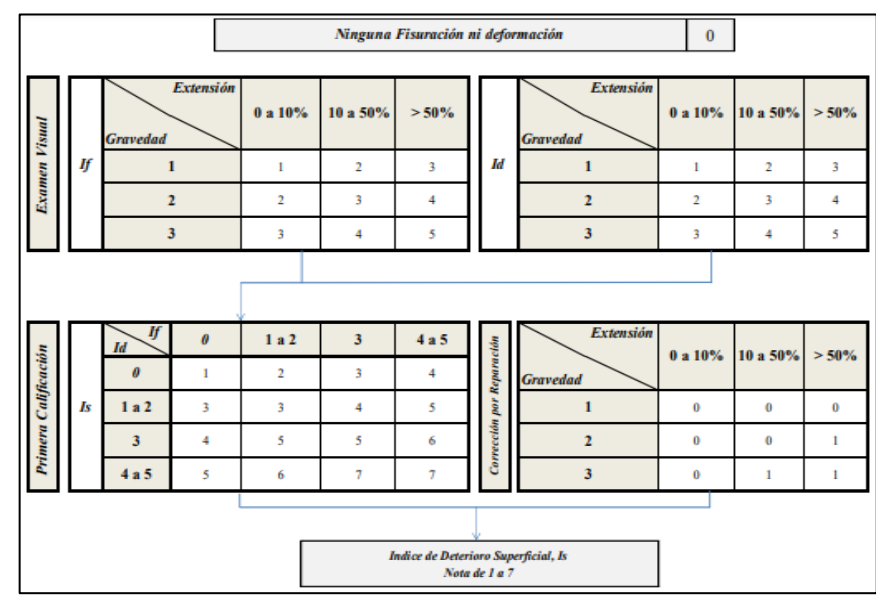 Ninguna Fisuración ni deformación 0
Examen Visual
If
Extensión
Gravedad
0 a 10% 10 a 50% > 50%
1 1 2 3
2 2 3 4
3 3 4 5
Id
Extensión
Gravedad
0 a 10% 10 a 50% > 50%
1 1 2 3
2 2 3 4
3 3 4 5
Primera Calificación
Is
If
Id
0 1 a 2 3 4 a 5
0 1 2 3 4
1 a 2 3 3 4 5
3 4 5 5 6
4 a 5 5 6 7 7
Corrección por Reparación
Extensión
Gravedad
0 a 10% 10 a 50% > 50%
1 0 0 0
2 0 0 1
3 0 1 1
Indice de Deterioro Superficial, Is
Nota de 1 a 7